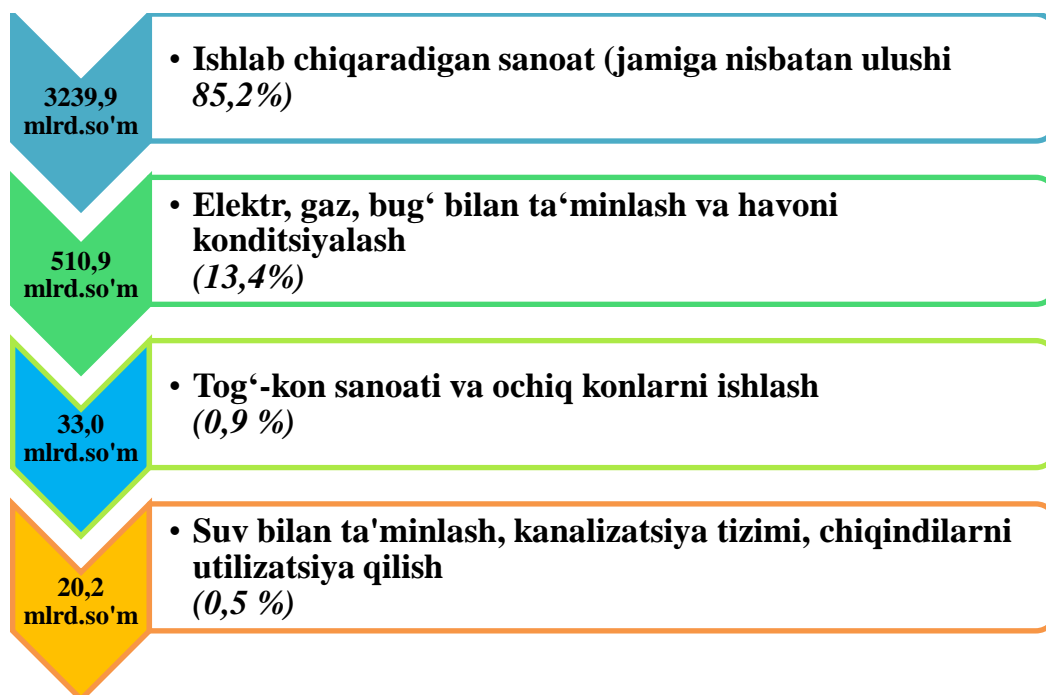 3239,9
mlrd.so'm
• Ishlab chiqaradigan sanoat (jamiga nisbatan ulushi
85,2%)
510,9
mlrd.so'm
• Elektr, gaz, bug‘ bilan ta‘minlash va havoni
konditsiyalash
(13,4%)
33,0
mlrd.so'm
• Tog‘-kon sanoati va ochiq konlarni ishlash
(0,9 %)
20,2
mlrd.so'm
• Suv bilan ta'minlash, kanalizatsiya tizimi, chiqindilarni
utilizatsiya qilish
(0,5 %)